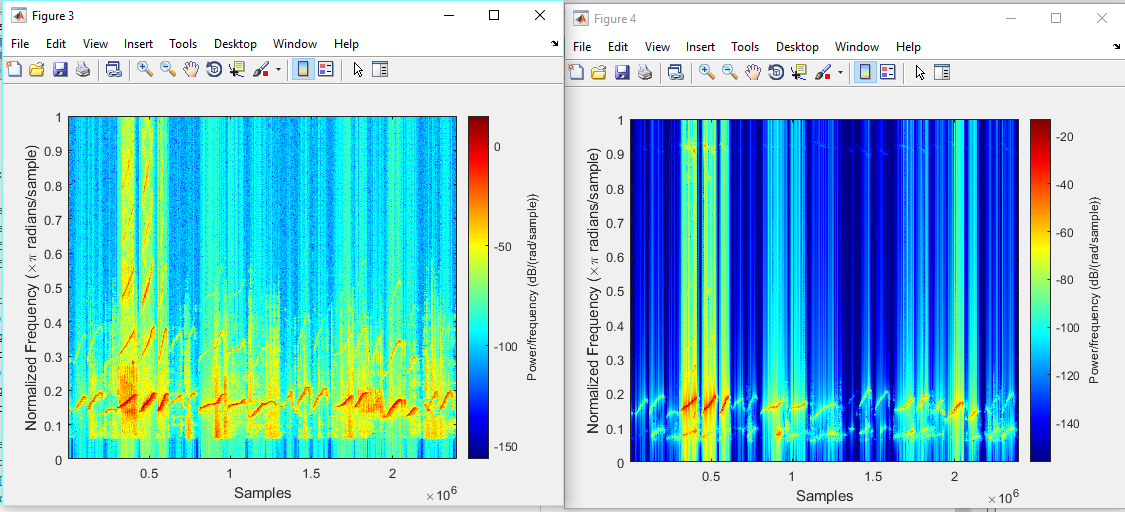 Figure 3
File Edit View Insert Tools Desktop Window Help
1
0.9
0.8
0.7
0.6
0.5
0.4
0.3
0.2
0.1
0
Normalized Frequency (×π radians/sample)
0.5 1 1.5 2
×10^6
Samples
0
-50
-100
-150
Power/frequency (dB/(rad/sample))
Figure 4
File Edit View Insert Tools Desktop Window Help
1
0.9
0.8
0.7
0.6
0.5
0.4
0.3
0.2
0.1
0
Normalized Frequency (×π radians/sample)
0.5 1 1.5 2
×10^6
Samples
-20
-40
-60
-80
-100
-120
-140
Power/frequency (dB/(rad/sample))